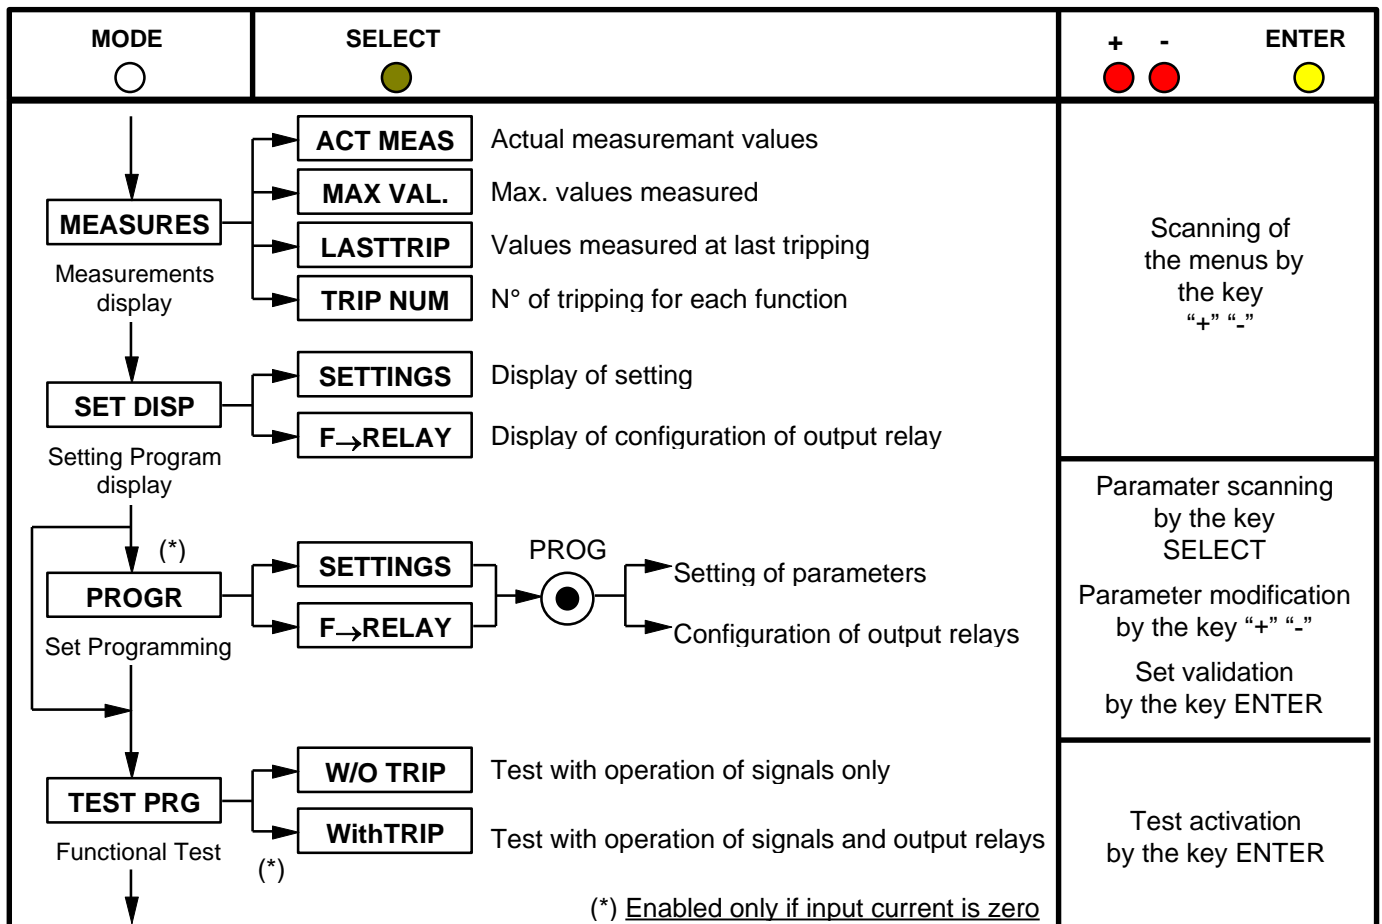 MODE
SELECT
+ -
ENTER
ACT MEAS
Actual measuremant values
MAX VAL.
Max. values measured
MEASURES
LASTTRIP
Values measured at last tripping
Measurements
display
TRIP NUM
N° of tripping for each function
Scanning of
the menus by
the key
“+” “-”
SETTINGS
Display of setting
SET DISP
F→RELAY
Display of configuration of output relay
Setting Program
display
Paramater scanning
by the key
SELECT
(*)
SETTINGS
PROG
Setting of parameters
PROGR
F→RELAY
Configuration of output relays
Set Programming
Parameter modification
by the key “+” “-”
Set validation
by the key ENTER
W/O TRIP
Test with operation of signals only
TEST PRG
WithTRIP
Test with operation of signals and output relays
Functional Test
(*)
Test activation
by the key ENTER
(*) Enabled only if input current is zero